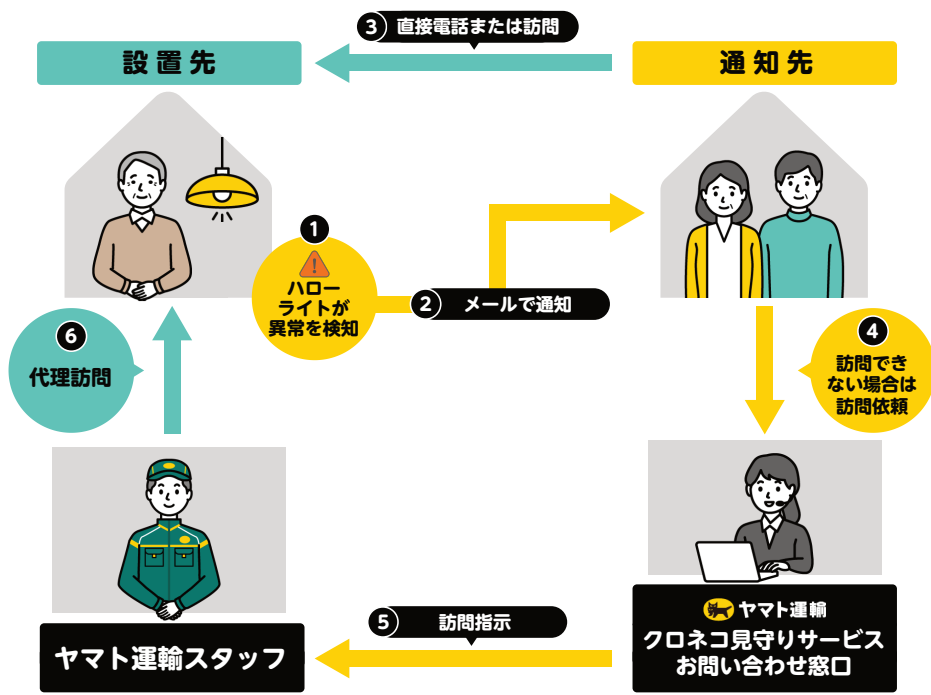 3 直接電話または訪問
設置先
通知先
1
ハロー
ライトが
異常を検知
2 メールで通知
4
訪問でき
ない場合は
訪問依頼
6
代理訪問
5 訪問指示
ヤマト運輸スタッフ
ヤマト運輸
クロネコ見守りサービス
お問い合わせ窓口